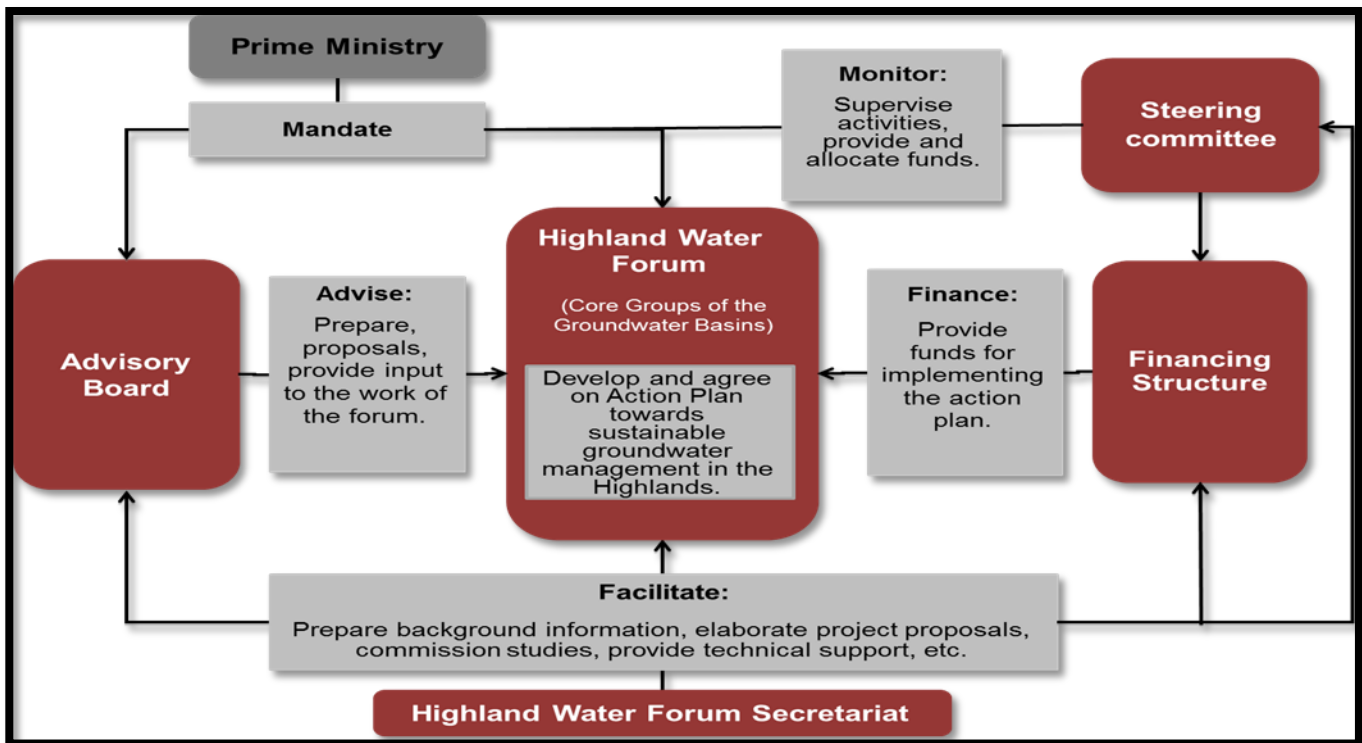 Prime Ministry
Mandate
Monitor:
Supervise
activities,
provide and
allocate funds.
Steering
committee
Advisory
Board
Advise:
Prepare,
proposals,
provide input
to the work of
the forum.
Highland Water
Forum
(Core Groups of the
Groundwater Basins)
Develop and agree
on Action Plan
towards
sustainable
groundwater
management in the
Highlands.
Finance:
Provide
funds for
implementing
the action
plan.
Financing
Structure
Facilitate:
Prepare background information, elaborate project proposals,
commission studies, provide technical support, etc.
Highland Water Forum Secretariat